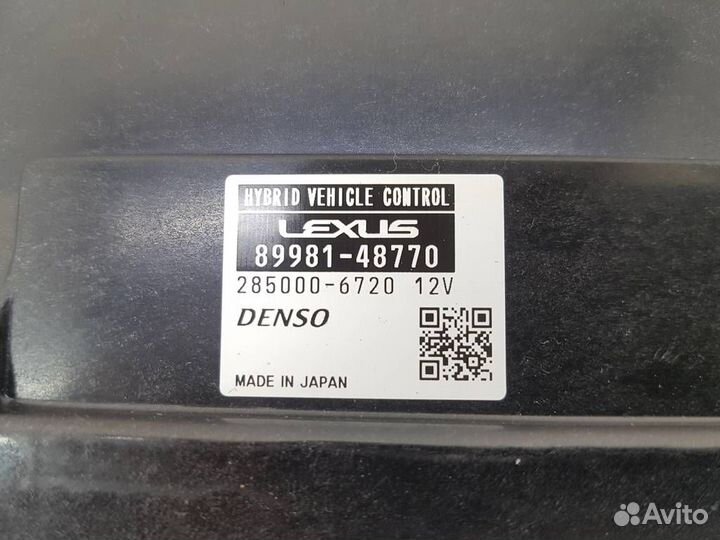 HYBRID VEHICLE CONTROL
LEXUS
89981-48770
285000-6720 12V
DENSO
MADE IN JAPAN
Avito